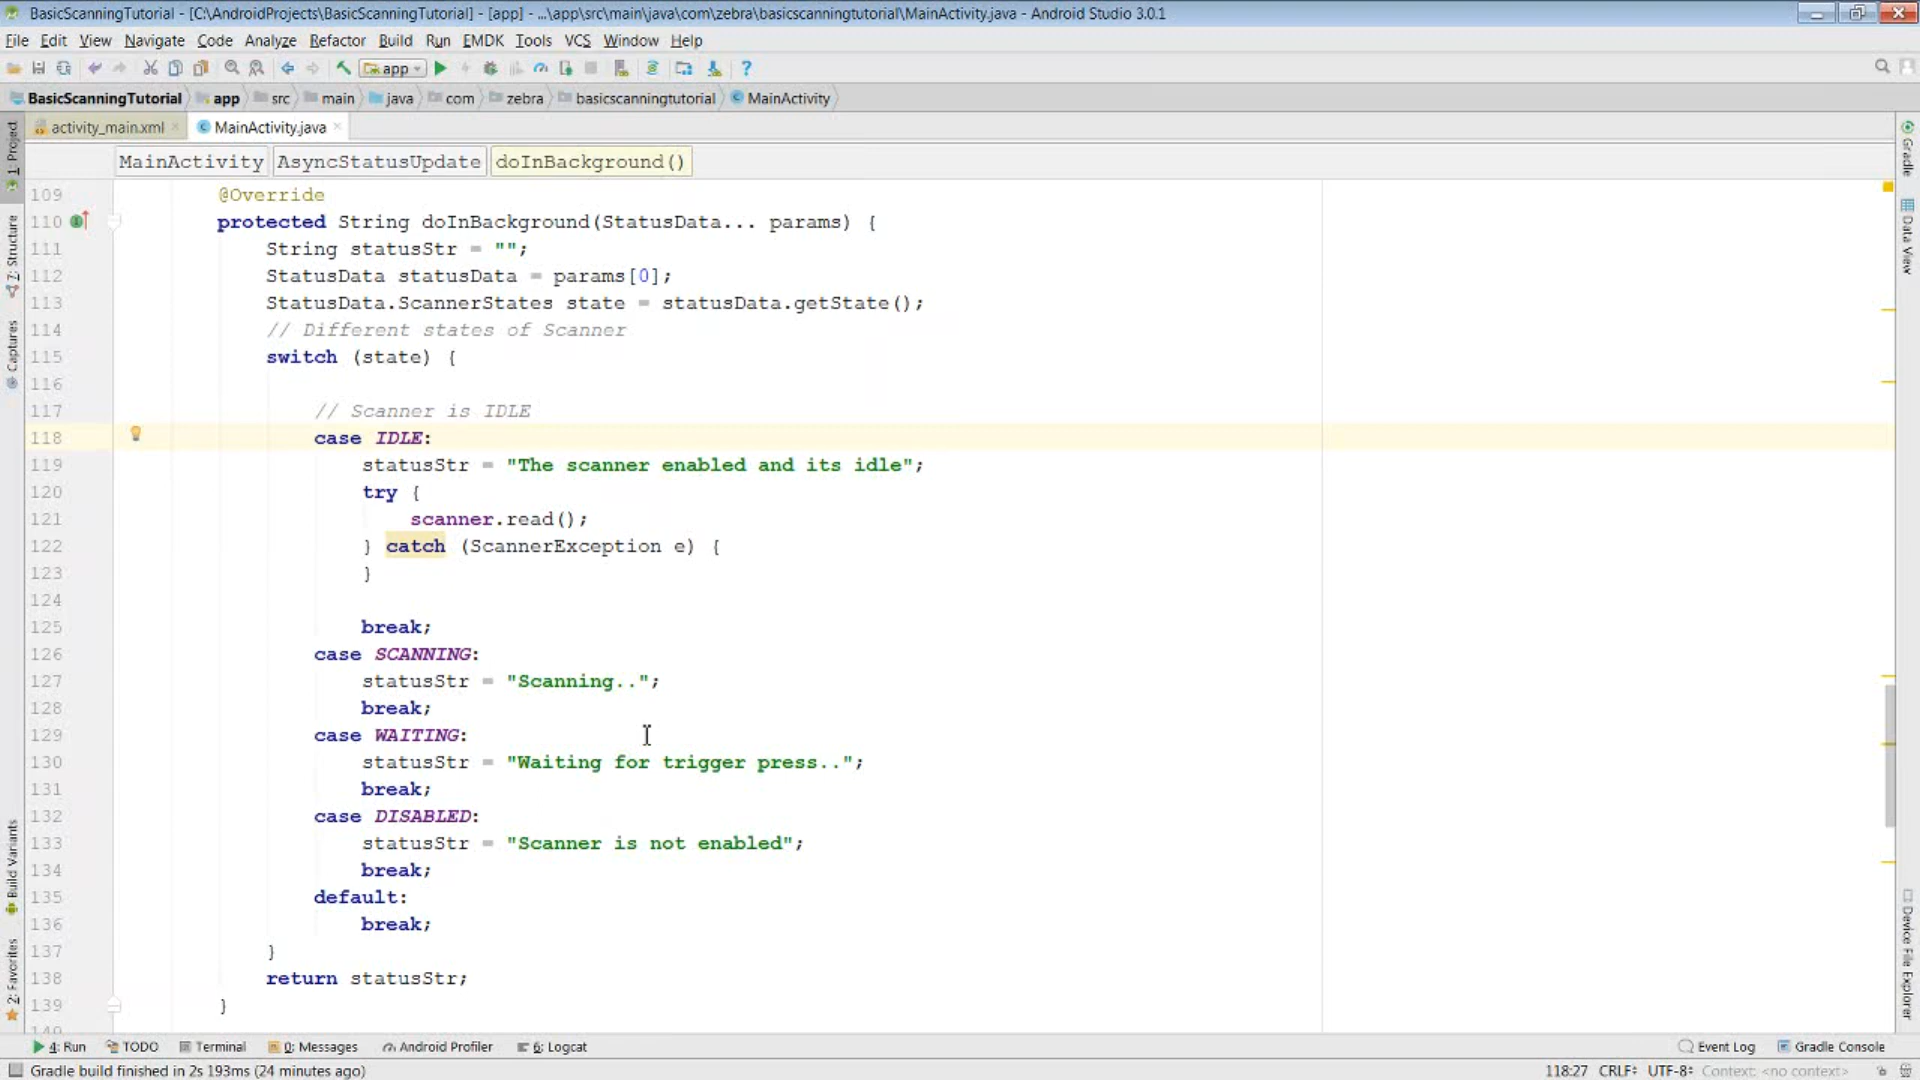 BasicScanningTutorial - [C:\AndroidProjects\BasicScanningTutorial] - [app] - ...\app\src\main\java\com\zebra\basicscanningtutorial\MainActivity.java - Android Studio 3.0.1
File Edit View Navigate Code Analyze Refactor Build Run EMDK Tools VCS Window Help
app
BasicScanningTutorial app src main java com zebra basicscanningtutorial MainActivity
activity_main.xml MainActivity.java
MainActivity AsyncStatusUpdate doInBackground()
1: Project
7: Structure
Captures
Build Variants
2: Favorites
109 @Override
110 protected String doInBackground(StatusData... params) {
111 String statusStr = "";
112 StatusData statusData = params[0];
113 StatusData.ScannerStates state = statusData.getState();
114 // Different states of Scanner
115 switch (state) {
116
117 // Scanner is IDLE
118 case IDLE:
119 statusStr = "The scanner enabled and its idle";
120 try {
121 scanner.read();
122 } catch (ScannerException e) {
123 }
124
125 break;
126 case SCANNING:
127 statusStr = "Scanning..";
128 break;
129 case WAITING:
130 statusStr = "Waiting for trigger press..";
131 break;
132 case DISABLED:
133 statusStr = "Scanner is not enabled";
134 break;
135 default:
136 break;
137 }
138 return statusStr;
139 }
140
Gradle
Data View
Device File Explorer
4: Run TODO Terminal 0: Messages Android Profiler 6: Logcat Event Log Gradle Console
Gradle build finished in 2s 193ms (24 minutes ago) 118:27 CRLF UTF-8 Context: <no context>